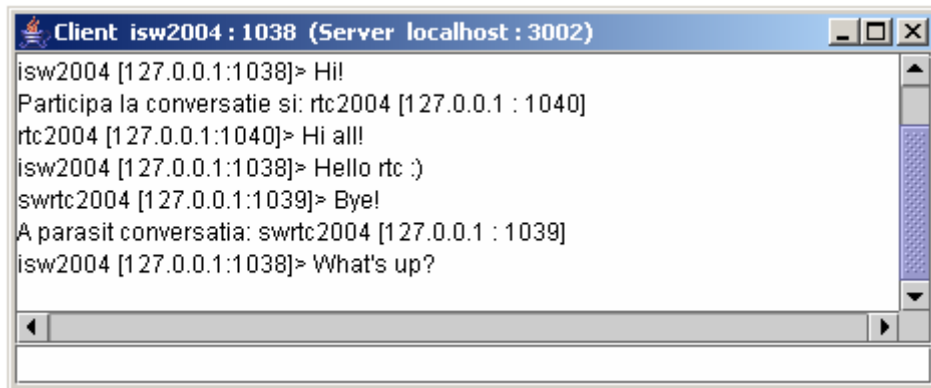 Client isw2004 : 1038 (Server localhost : 3002)
isw2004 [127.0.0.1:1038]> Hi!
Participa la conversatie si: rtc2004 [127.0.0.1 : 1040]
rtc2004 [127.0.0.1:1040]> Hi all!
isw2004 [127.0.0.1:1038]> Hello rtc :)
swrtc2004 [127.0.0.1:1039]> Bye!
A parasit conversatia: swrtc2004 [127.0.0.1 : 1039]
isw2004 [127.0.0.1:1038]> What's up?